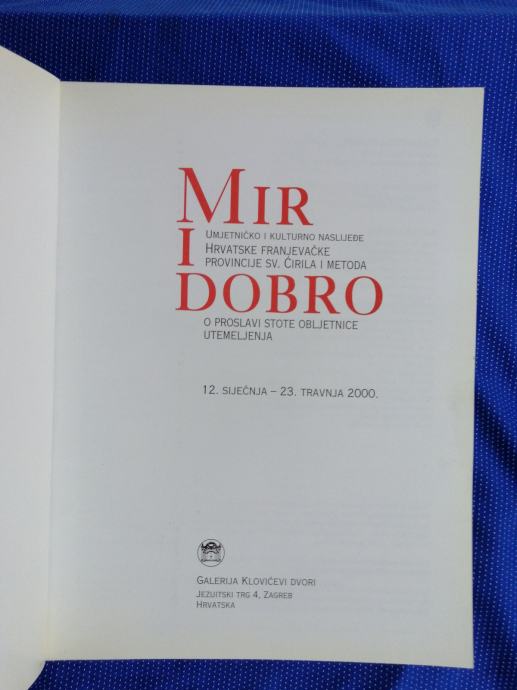 MIR
UMJETNIČKO I KULTURNO NASLIJEĐE
I
HRVATSKE FRANJEVAČKE
PROVINCIJE SV. ĆIRILA I METODA
DOBRO
O PROSLAVI STOTE OBLJETNICE
UTEMELJENJA
12. SIJEČNJA – 23. TRAVNJA 2000.
GALERIJA KLOVIĆEVI DVORI
JEZUITSKI TRG 4, ZAGREB
HRVATSKA